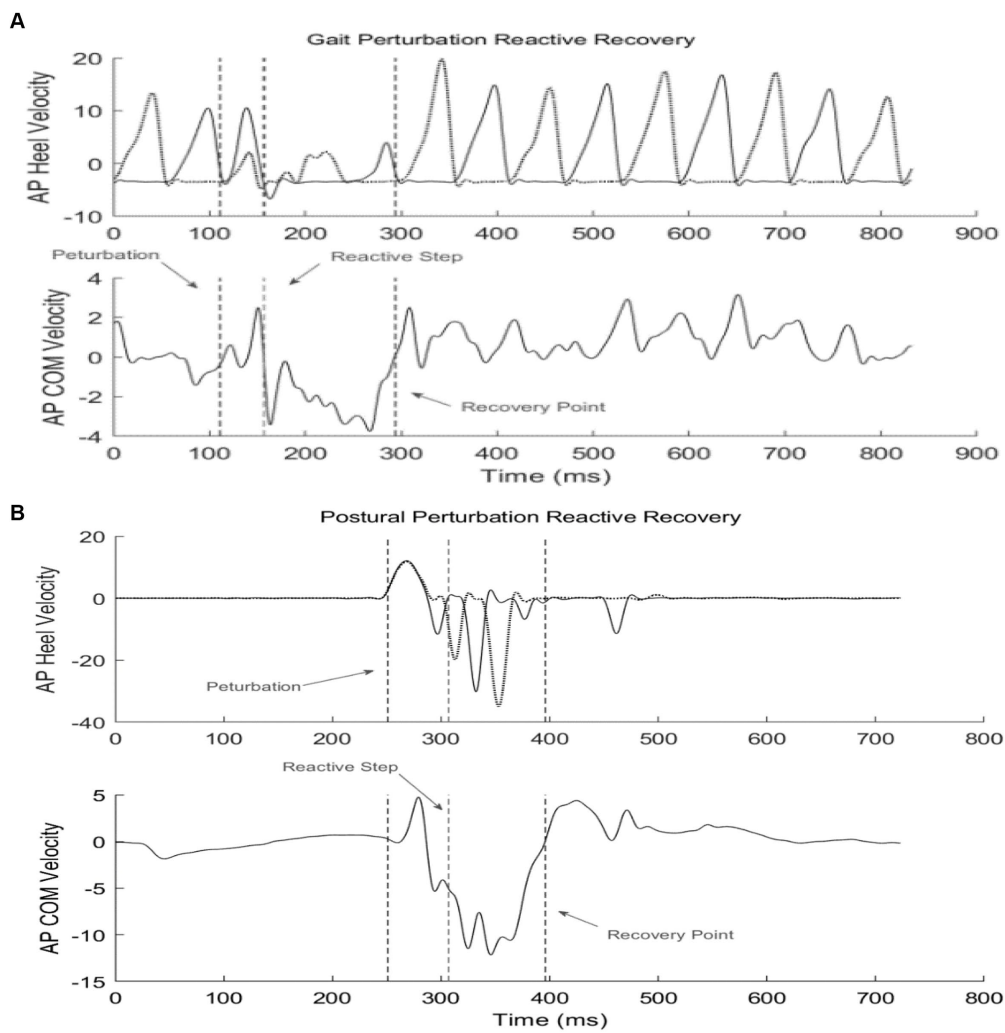 A
Gait Perturbation Reactive Recovery
AP Heel Velocity
20
10
0
-10
0 100 200 300 400 500 600 700 800 900
Peturbation
Reactive Step
AP COM Velocity
4
2
0
-2
-4
Recovery Point
0 100 200 300 400 500 600 700 800 900
Time (ms)
B
Postural Perturbation Reactive Recovery
AP Heel Velocity
20
0
-20
-40
Peturbation
0 100 200 300 400 500 600 700 800
Reactive Step
AP COM Velocity
5
0
-5
-10
-15
Recovery Point
0 100 200 300 400 500 600 700 800
Time (ms)